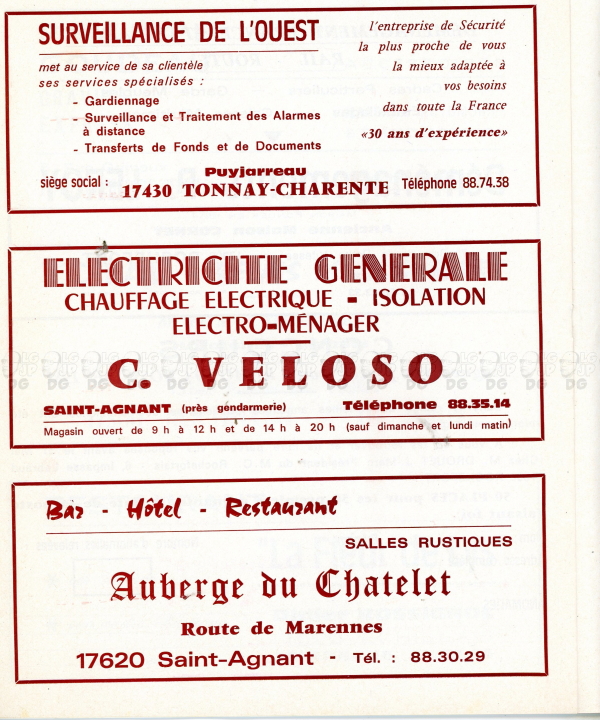 SURVEILLANCE DE L'OUEST
met au service de sa clientèle
ses services spécialisés :
- Gardiennage
- Surveillance et Traitement des Alarmes
à distance
- Transferts de Fonds et de Documents
l'entreprise de Sécurité
la plus proche de vous
la mieux adaptée à
vos besoins
dans toute la France
«30 ans d'expérience»
siège social : Puyjarreau
17430 TONNAY-CHARENTE Téléphone 88.74.38
ELECTRICITE GENERALE
CHAUFFAGE ELECTRIQUE - ISOLATION
ELECTRO-MÉNAGER
C. VELOSO
SAINT-AGNANT (près gendarmerie) Téléphone 88.35.14
Magasin ouvert de 9 h à 12 h et de 14 h à 20 h (sauf dimanche et lundi matin)
Bar - Hôtel - Restaurant
SALLES RUSTIQUES
Auberge du Chatelet
Route de Marennes
17620 Saint-Agnant - Tél. : 88.30.29